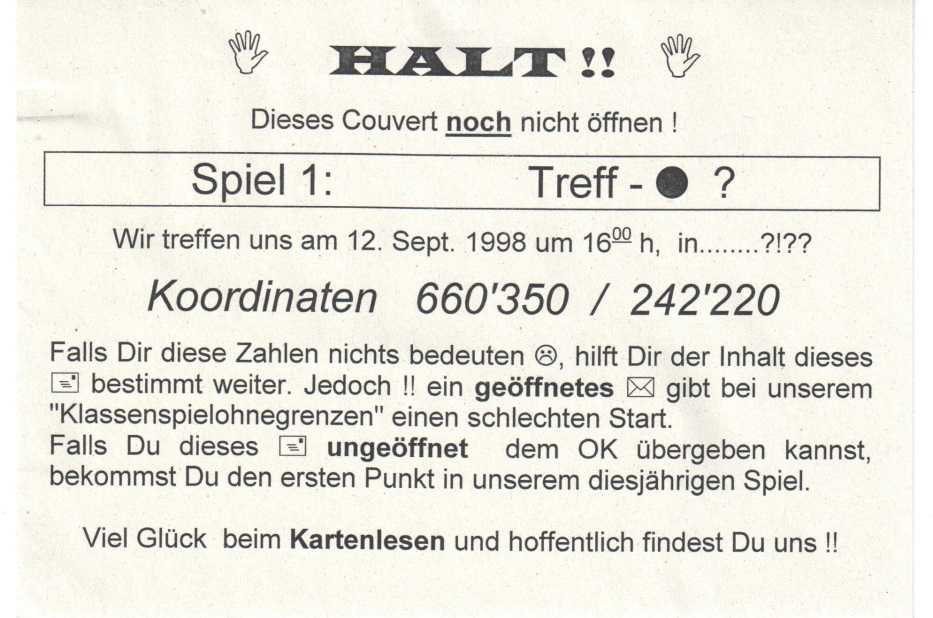 HALT !!
Dieses Couvert noch nicht öffnen !
Spiel 1: Treff - ● ?
Wir treffen uns am 12. Sept. 1998 um 16⁰⁰ h, in........?!??
Koordinaten 660'350 / 242'220
Falls Dir diese Zahlen nichts bedeuten ☹, hilft Dir der Inhalt dieses
🖃 bestimmt weiter. Jedoch !! ein geöffnetes ✉ gibt bei unserem
"Klassenspielohnegrenzen" einen schlechten Start.
Falls Du dieses 🖃 ungeöffnet dem OK übergeben kannst,
bekommst Du den ersten Punkt in unserem diesjährigen Spiel.
Viel Glück beim Kartenlesen und hoffentlich findest Du uns !!